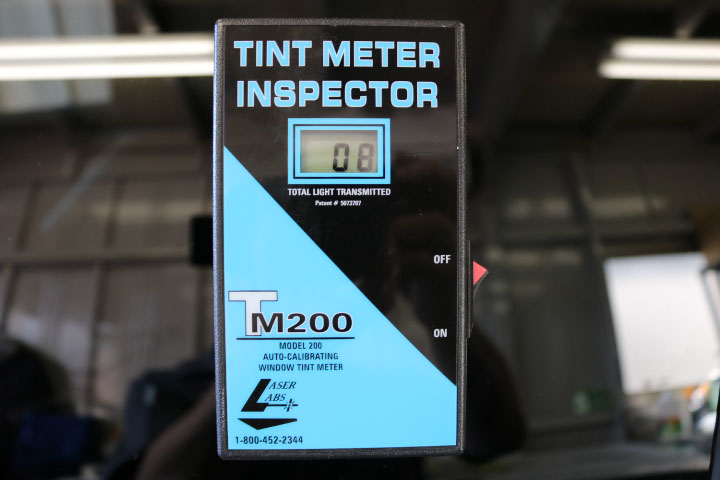 TINT METER
INSPECTOR
08
TOTAL LIGHT TRANSMITTED
Patent # 5073707
OFF
ON
TM200
MODEL 200
AUTO-CALIBRATING
WINDOW TINT METER
LASER
LABS
1-800-452-2344